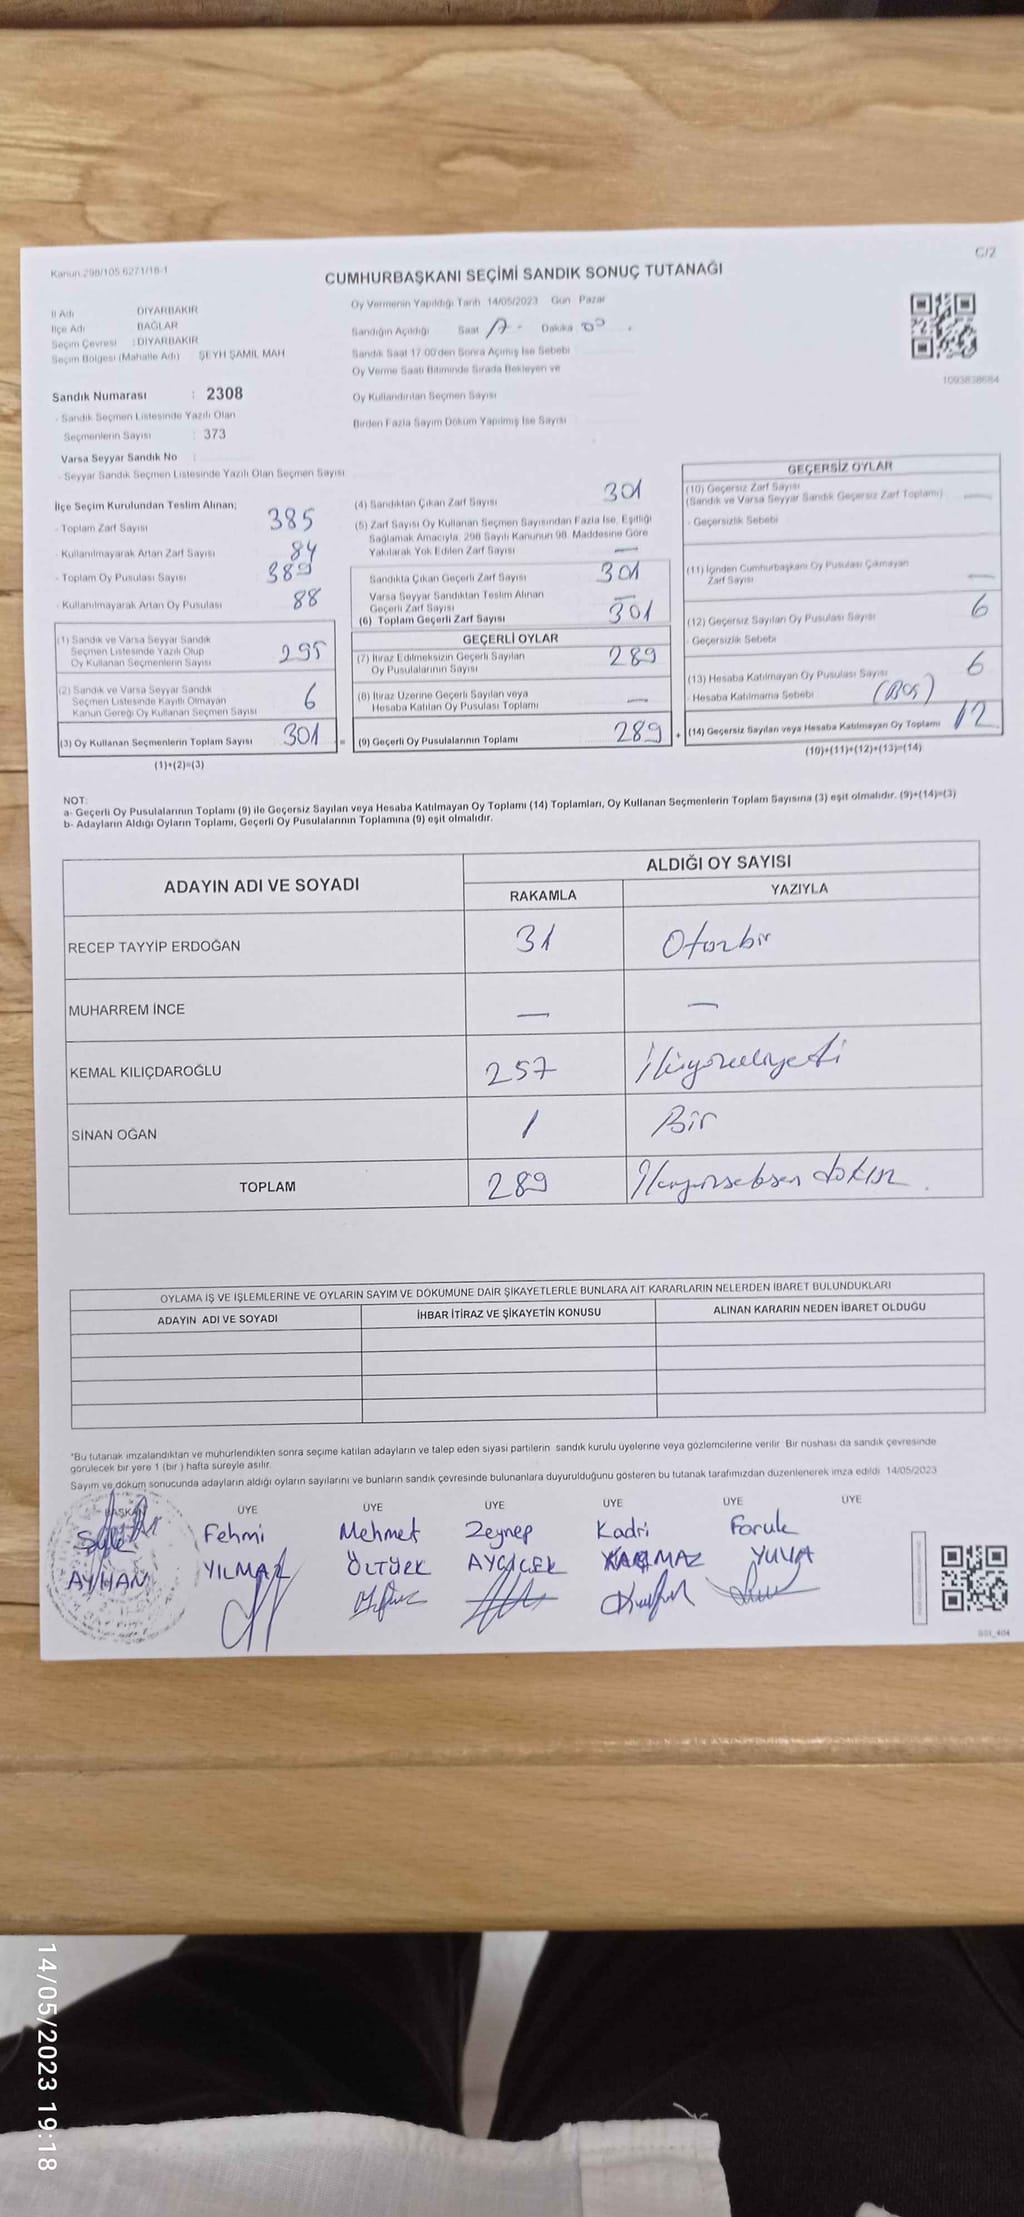 Kanun:298/105 6271/18-1
C/2
CUMHURBAŞKANI SEÇİMİ SANDIK SONUÇ TUTANAĞI
İl Adı DİYARBAKIR
İlçe Adı BAĞLAR
Seçim Çevresi : DİYARBAKIR
Seçim Bölgesi (Mahalle Adı) ŞEYH ŞAMİL MAH
Oy Vermenin Yapıldığı Tarih 14/05/2023 Gün Pazar
Sandığın Açıldığı Saat Dakika
Sandık Saat 17:00'den Sonra Açılmış İse Sebebi
Oy Verme Saati Bitiminde Sırada Bekleyen ve
Oy Kullandırılan Seçmen Sayısı
Birden Fazla Sayım Döküm Yapılmış İse Sayısı
1093838684
Sandık Numarası : 2308
- Sandık Seçmen Listesinde Yazılı Olan
Seçmenlerin Sayısı : 373
Varsa Seyyar Sandık No :
- Seyyar Sandık Seçmen Listesinde Yazılı Olan Seçmen Sayısı
İlçe Seçim Kurulundan Teslim Alınan;
- Toplam Zarf Sayısı 385
- Kullanılmayarak Artan Zarf Sayısı 84
- Toplam Oy Pusulası Sayısı 389
- Kullanılmayarak Artan Oy Pusulası 88
(1) Sandık ve Varsa Seyyar Sandık
Seçmen Listesinde Yazılı Olup
Oy Kullanan Seçmenlerin Sayısı 295
(2) Sandık ve Varsa Seyyar Sandık
Seçmen Listesinde Kayıtlı Olmayan
Kanun Gereği Oy Kullanan Seçmen Sayısı 6
(3) Oy Kullanan Seçmenlerin Toplam Sayısı 301 =
(1)+(2)=(3)
(4) Sandıktan Çıkan Zarf Sayısı 301
(5) Zarf Sayısı Oy Kullanan Seçmen Sayısından Fazla İse, Eşitliği
Sağlamak Amacıyla, 298 Sayılı Kanunun 98. Maddesine Göre
Yakılarak Yok Edilen Zarf Sayısı —
Sandıkta Çıkan Geçerli Zarf Sayısı 301
Varsa Seyyar Sandıktan Teslim Alınan
Geçerli Zarf Sayısı —
(6) Toplam Geçerli Zarf Sayısı 301
GEÇERLİ OYLAR
(7) İtiraz Edilmeksizin Geçerli Sayılan
Oy Pusulalarının Sayısı 289
(8) İtiraz Üzerine Geçerli Sayılan veya
Hesaba Katılan Oy Pusulası Toplamı —
(9) Geçerli Oy Pusulalarının Toplamı 289 +
GEÇERSİZ OYLAR
(10) Geçersiz Zarf Sayısı
(Sandık ve Varsa Seyyar Sandık Geçersiz Zarf Toplamı) —
- Geçersizlik Sebebi
(11) İçinden Cumhurbaşkanı Oy Pusulası Çıkmayan
Zarf Sayısı —
(12) Geçersiz Sayılan Oy Pusulası Sayısı 6
- Geçersizlik Sebebi
(13) Hesaba Katılmayan Oy Pusulası Sayısı 6
- Hesaba Katılmama Sebebi (BOŞ)
(14) Geçersiz Sayılan veya Hesaba Katılmayan Oy Toplamı 12
(10)+(11)+(12)+(13)=(14)
NOT:
a- Geçerli Oy Pusulalarının Toplamı (9) ile Geçersiz Sayılan veya Hesaba Katılmayan Oy Toplamı (14) Toplamları, Oy Kullanan Seçmenlerin Toplam Sayısına (3) eşit olmalıdır. (9)+(14)=(3)
b- Adayların Aldığı Oyların Toplamı, Geçerli Oy Pusulalarının Toplamına (9) eşit olmalıdır.
ADAYIN ADI VE SOYADI
ALDIĞI OY SAYISI
RAKAMLA YAZIYLA
RECEP TAYYİP ERDOĞAN 31 Otuzbir
MUHARREM İNCE — —
KEMAL KILIÇDAROĞLU 257 İkiyüzelliyedi
SİNAN OĞAN 1 Bir
TOPLAM 289 İkiyüzseksen dokuz.
OYLAMA İŞ VE İŞLEMLERİNE VE OYLARIN SAYIM VE DÖKÜMÜNE DAİR ŞİKAYETLERLE BUNLARA AİT KARARLARIN NELERDEN İBARET BULUNDUKLARI
ADAYIN ADI VE SOYADI İHBAR İTİRAZ VE ŞİKAYETİN KONUSU ALINAN KARARIN NEDEN İBARET OLDUĞU
*Bu tutanak imzalandıktan ve mühürlendikten sonra seçime katılan adayların ve talep eden siyasi partilerin sandık kurulu üyelerine veya gözlemcilerine verilir. Bir nüshası da sandık çevresinde
görülecek bir yere 1 (bir) hafta süreyle asılır.
Sayım ve döküm sonucunda adayların aldığı oyların sayılarını ve bunların sandık çevresinde bulunanlara duyurulduğunu gösteren bu tutanak tarafımızdan düzenlenerek imza edildi. 14/05/2023
BAŞKAN ÜYE ÜYE ÜYE ÜYE ÜYE ÜYE
Fehmi Mehmet Zeynep Kadri Faruk
AYHAN YILMAZ ÖLTÜRK AYÇİÇEK KARMAZ YUVA
14/05/2023 19:18